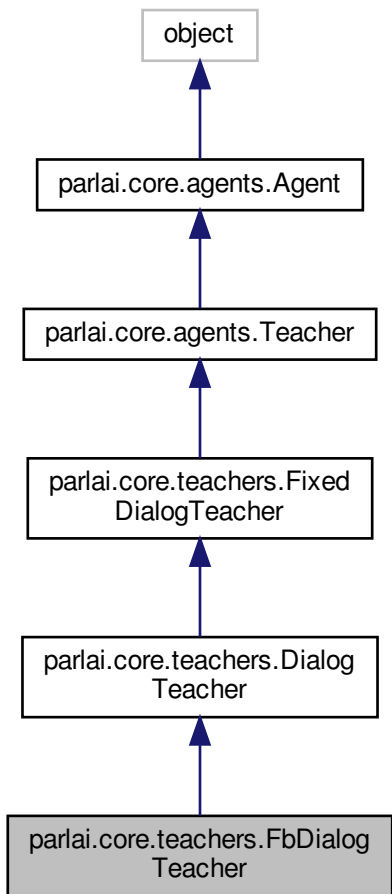 object
parlai.core.agents.Agent
parlai.core.agents.Teacher
parlai.core.teachers.Fixed
DialogTeacher
parlai.core.teachers.Dialog
Teacher
parlai.core.teachers.FbDialog
Teacher